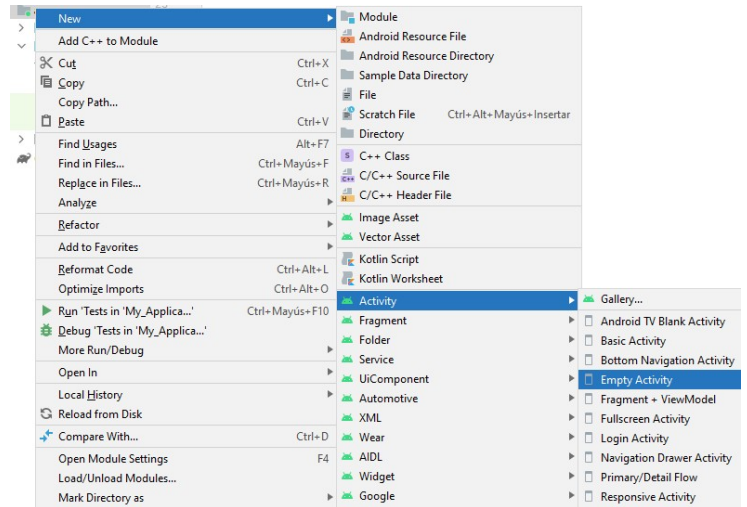 New
Add C++ to Module
Cut Ctrl+X
Copy Ctrl+C
Copy Path...
Paste Ctrl+V
Find Usages Alt+F7
Find in Files... Ctrl+Mayús+F
Replace in Files... Ctrl+Mayús+R
Analyze
Refactor
Add to Favorites
Reformat Code Ctrl+Alt+L
Optimize Imports Ctrl+Alt+O
Run 'Tests in 'My_Applica...' Ctrl+Mayús+F10
Debug 'Tests in 'My_Applica...'
More Run/Debug
Open In
Local History
Reload from Disk
Compare With... Ctrl+D
Open Module Settings F4
Load/Unload Modules...
Mark Directory as
Module
Android Resource File
Android Resource Directory
Sample Data Directory
File
Scratch File Ctrl+Alt+Mayús+Insertar
Directory
C++ Class
C/C++ Source File
C/C++ Header File
Image Asset
Vector Asset
Kotlin Script
Kotlin Worksheet
Activity
Fragment
Folder
Service
UiComponent
Automotive
XML
Wear
AIDL
Widget
Google
Gallery...
Android TV Blank Activity
Basic Activity
Bottom Navigation Activity
Empty Activity
Fragment + ViewModel
Fullscreen Activity
Login Activity
Navigation Drawer Activity
Primary/Detail Flow
Responsive Activity